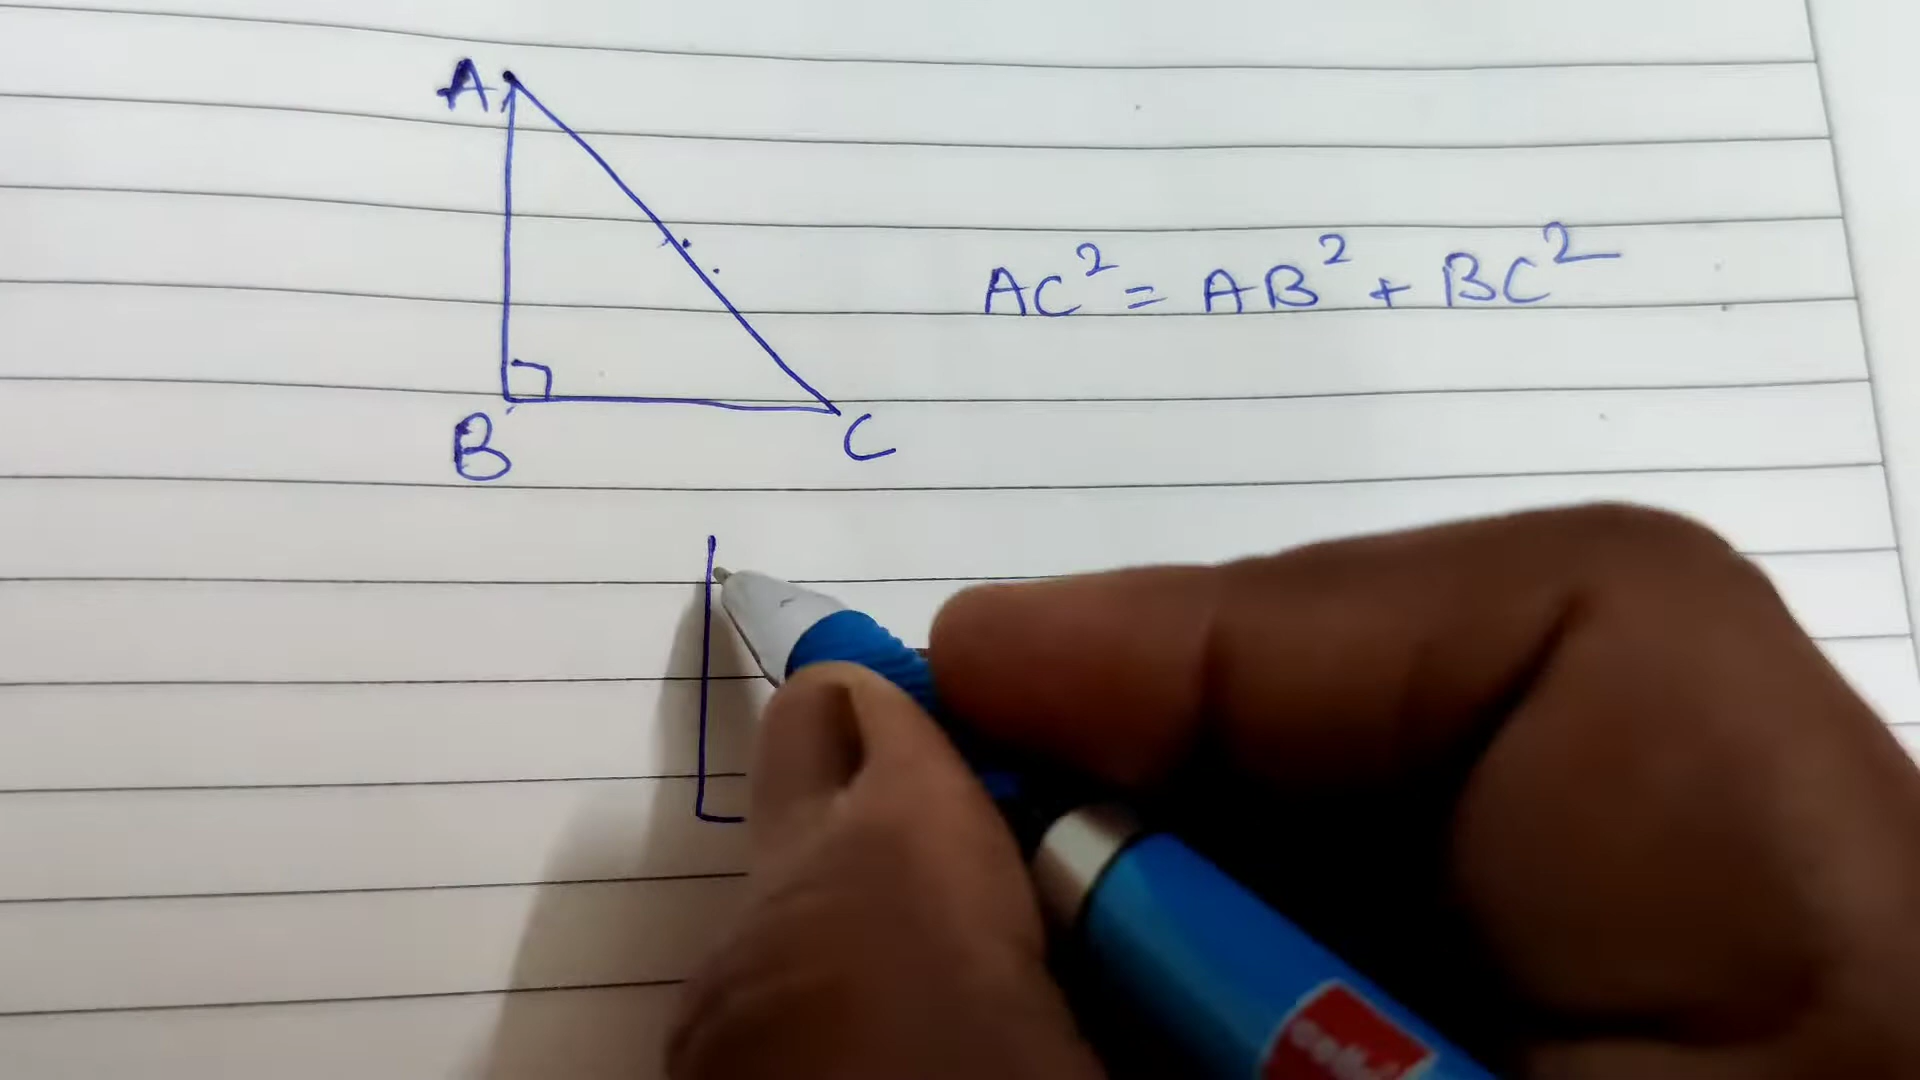 A
AC² = AB² + BC²
B
C